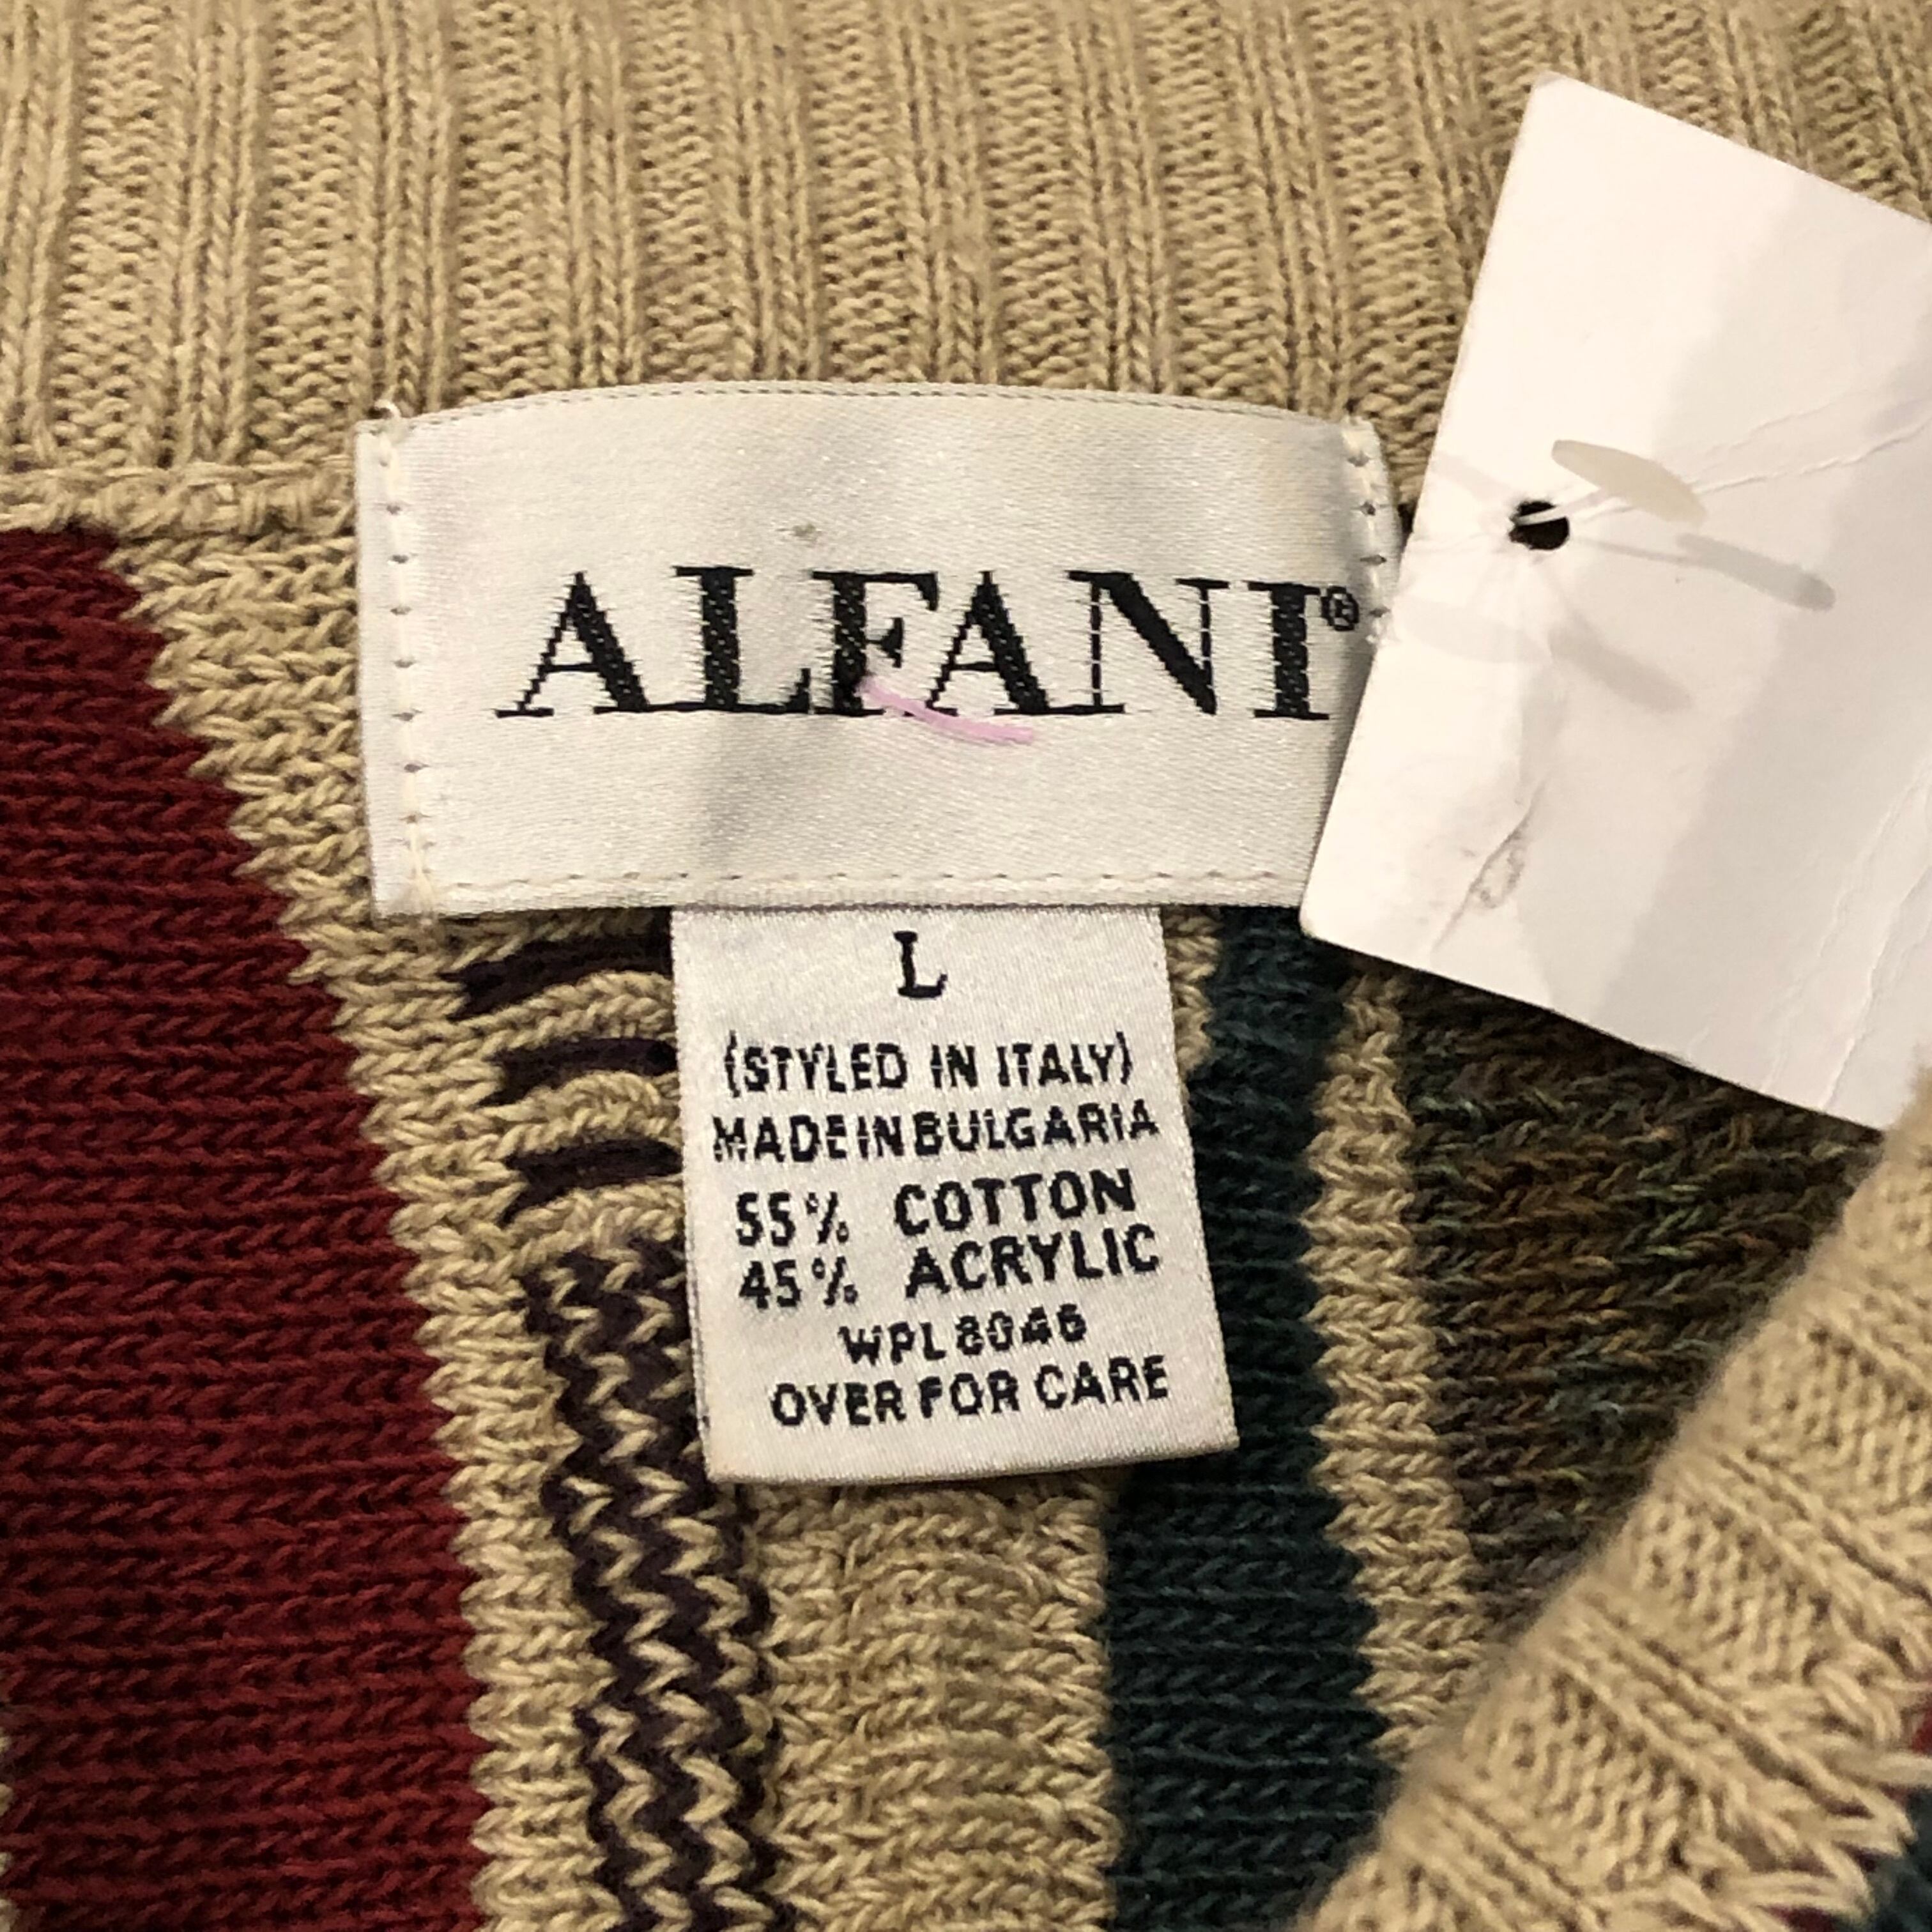 ALFANI®
L
(STYLED IN ITALY)
MADE IN BULGARIA
55% COTTON
45% ACRYLIC
WPL 8046
OVER FOR CARE